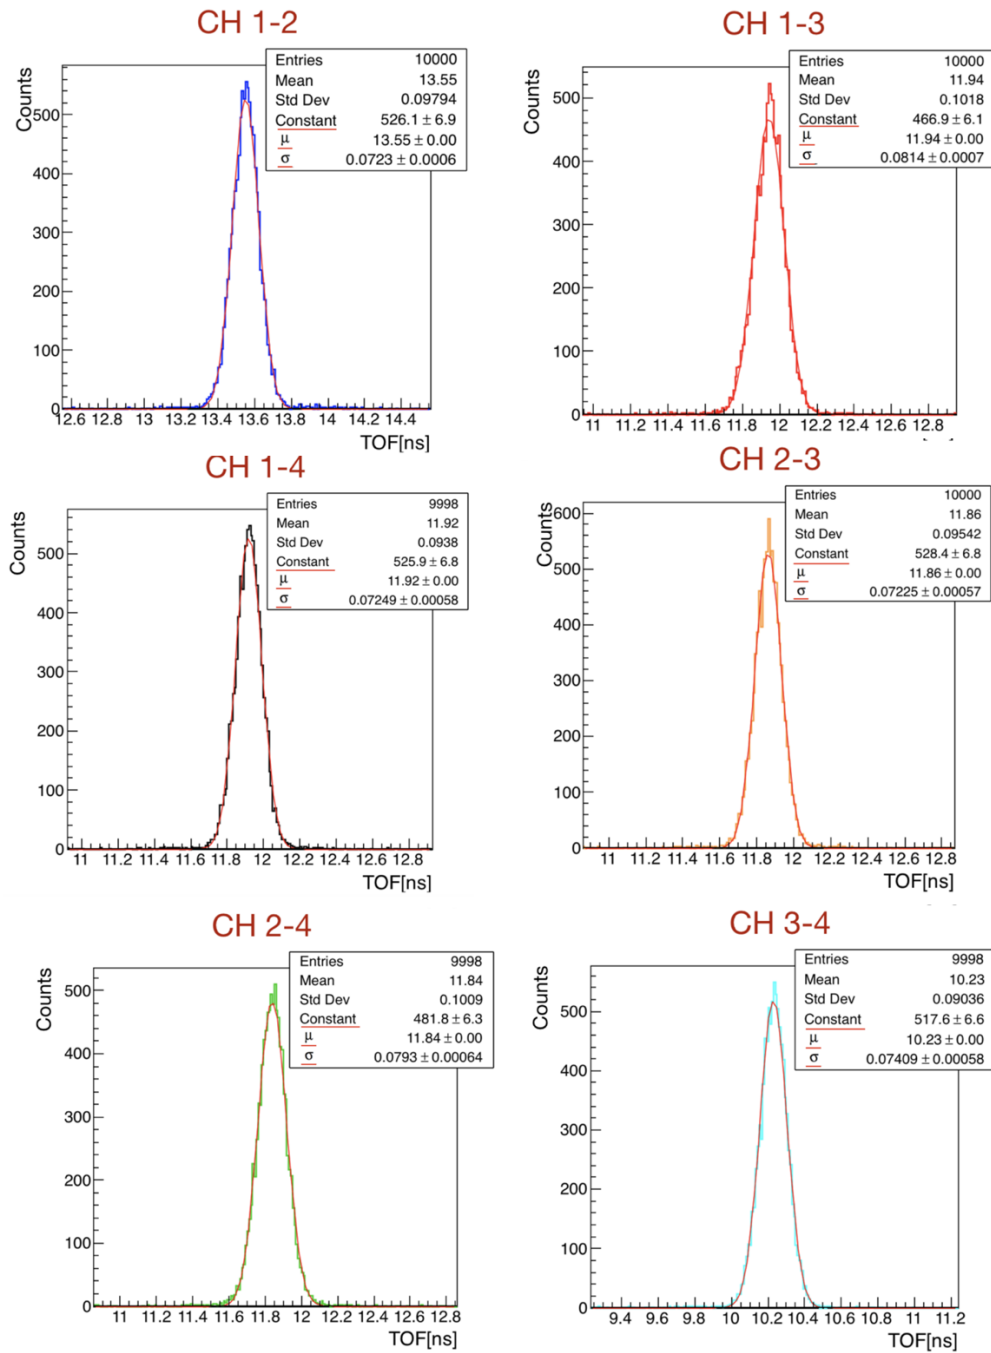 CH 1-2
Entries 10000
Mean 13.55
Std Dev 0.09794
Constant 526.1 ± 6.9
μ 13.55 ± 0.00
σ 0.0723 ± 0.0006
Counts
500
400
300
200
100
0
12.6 12.8 13 13.2 13.4 13.6 13.8 14 14.2 14.4
TOF[ns]
CH 1-3
Entries 10000
Mean 11.94
Std Dev 0.1018
Constant 466.9 ± 6.1
μ 11.94 ± 0.00
σ 0.0814 ± 0.0007
Counts
500
400
300
200
100
0
11 11.2 11.4 11.6 11.8 12 12.2 12.4 12.6 12.8
CH 1-4
Entries 9998
Mean 11.92
Std Dev 0.0938
Constant 525.9 ± 6.8
μ 11.92 ± 0.00
σ 0.07249 ± 0.00058
Counts
500
400
300
200
100
0
11 11.2 11.4 11.6 11.8 12 12.2 12.4 12.6 12.8
TOF[ns]
CH 2-3
Entries 10000
Mean 11.86
Std Dev 0.09542
Constant 528.4 ± 6.8
μ 11.86 ± 0.00
σ 0.07225 ± 0.00057
Counts
600
500
400
300
200
100
0
11 11.2 11.4 11.6 11.8 12 12.2 12.4 12.6 12.8
TOF[ns]
CH 2-4
Entries 9998
Mean 11.84
Std Dev 0.1009
Constant 481.8 ± 6.3
μ 11.84 ± 0.00
σ 0.0793 ± 0.00064
Counts
500
400
300
200
100
0
11 11.2 11.4 11.6 11.8 12 12.2 12.4 12.6 12.8
TOF[ns]
CH 3-4
Entries 9998
Mean 10.23
Std Dev 0.09036
Constant 517.6 ± 6.6
μ 10.23 ± 0.00
σ 0.07409 ± 0.00058
Counts
500
400
300
200
100
0
9.4 9.6 9.8 10 10.2 10.4 10.6 10.8 11 11.2
TOF[ns]